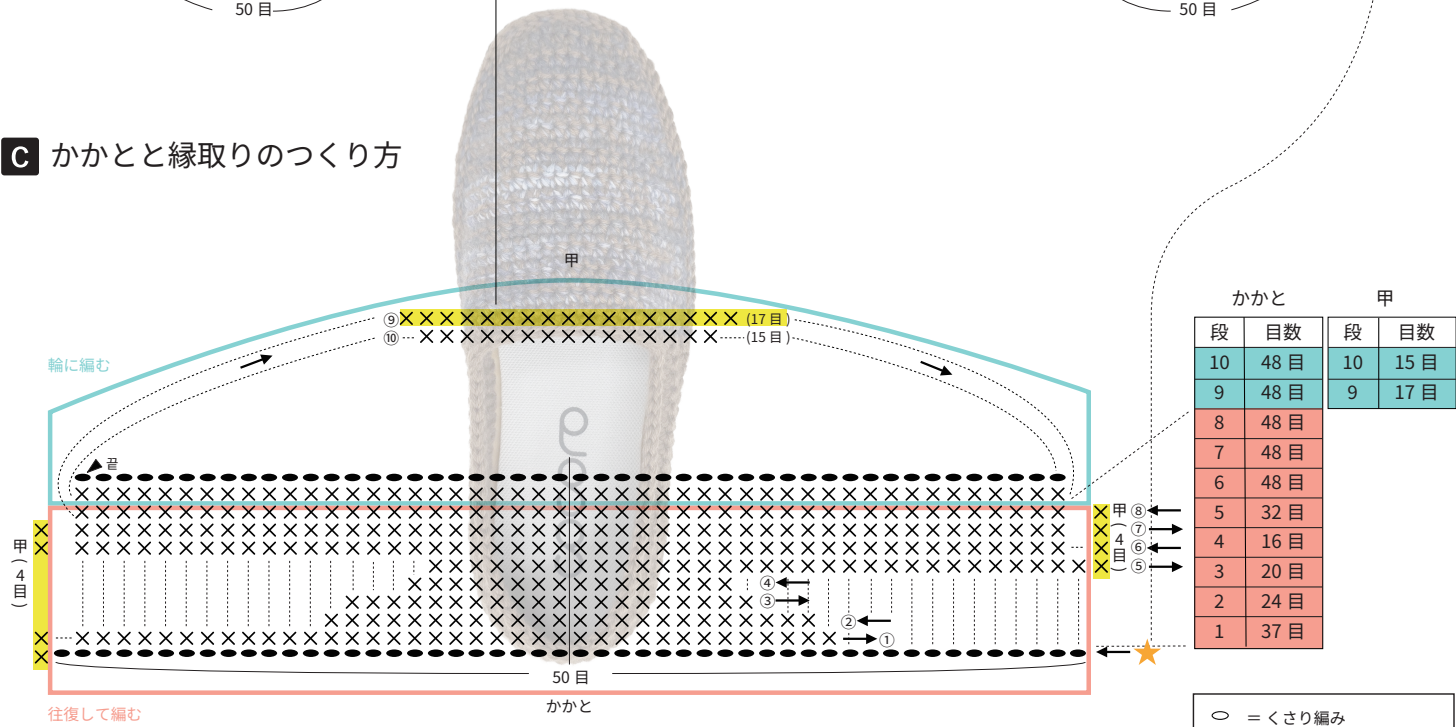 50 目
50 目
C かかとと縁取りのつくり方
甲
⑨ (17 目)
⑩ (15 目)
輪に編む
끝
甲(4目)
甲(4目)
⑧
⑦
⑥
⑤
④
③
②
①
50 目
かかと
往復して編む
かかと 甲
段 目数 段 目数
10 48 目 10 15 目
9 48 目 9 17 目
8 48 目
7 48 目
6 48 目
5 32 目
4 16 目
3 20 目
2 24 目
1 37 目
= くさり編み